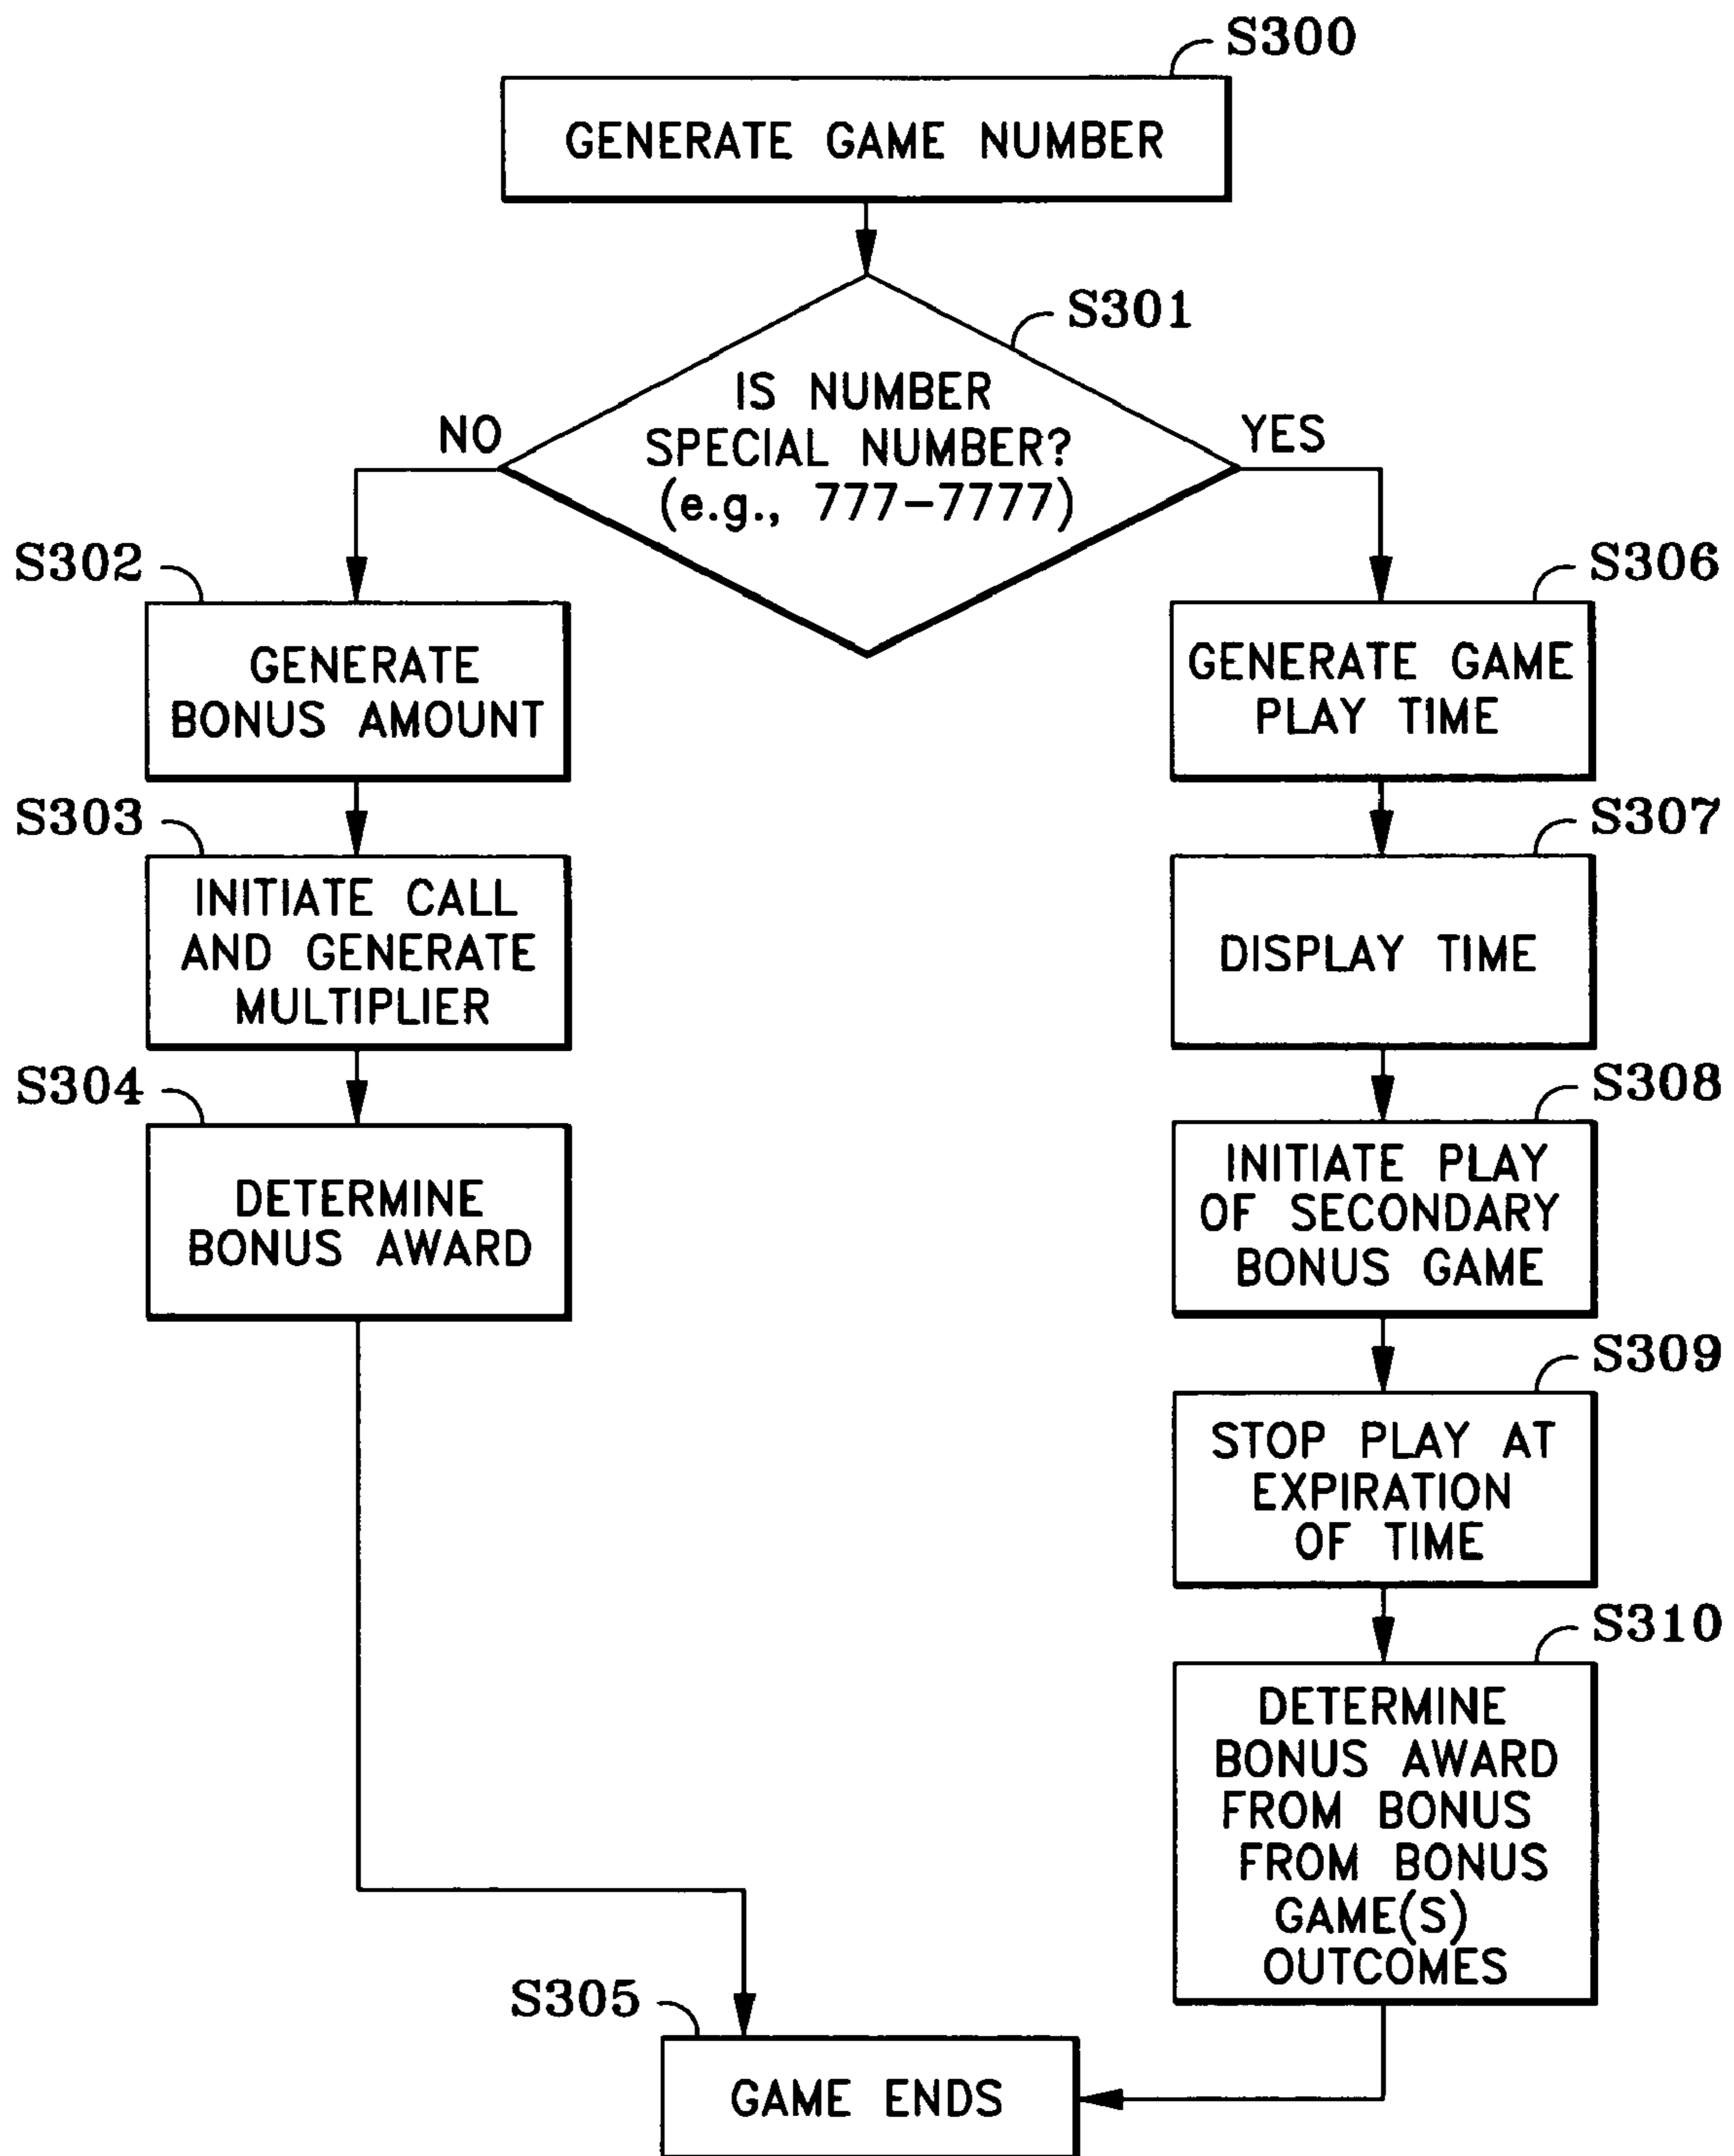 S300
GENERATE GAME NUMBER
S301
IS NUMBER
SPECIAL NUMBER?
(e.g., 777-7777)
NO
YES
S302
GENERATE
BONUS AMOUNT
S303
INITIATE CALL
AND GENERATE
MULTIPLIER
S304
DETERMINE
BONUS AWARD
S306
GENERATE GAME
PLAY TIME
S307
DISPLAY TIME
S308
INITIATE PLAY
OF SECONDARY
BONUS GAME
S309
STOP PLAY AT
EXPIRATION
OF TIME
S310
DETERMINE
BONUS AWARD
FROM BONUS
FROM BONUS
GAME(S)
OUTCOMES
S305
GAME ENDS